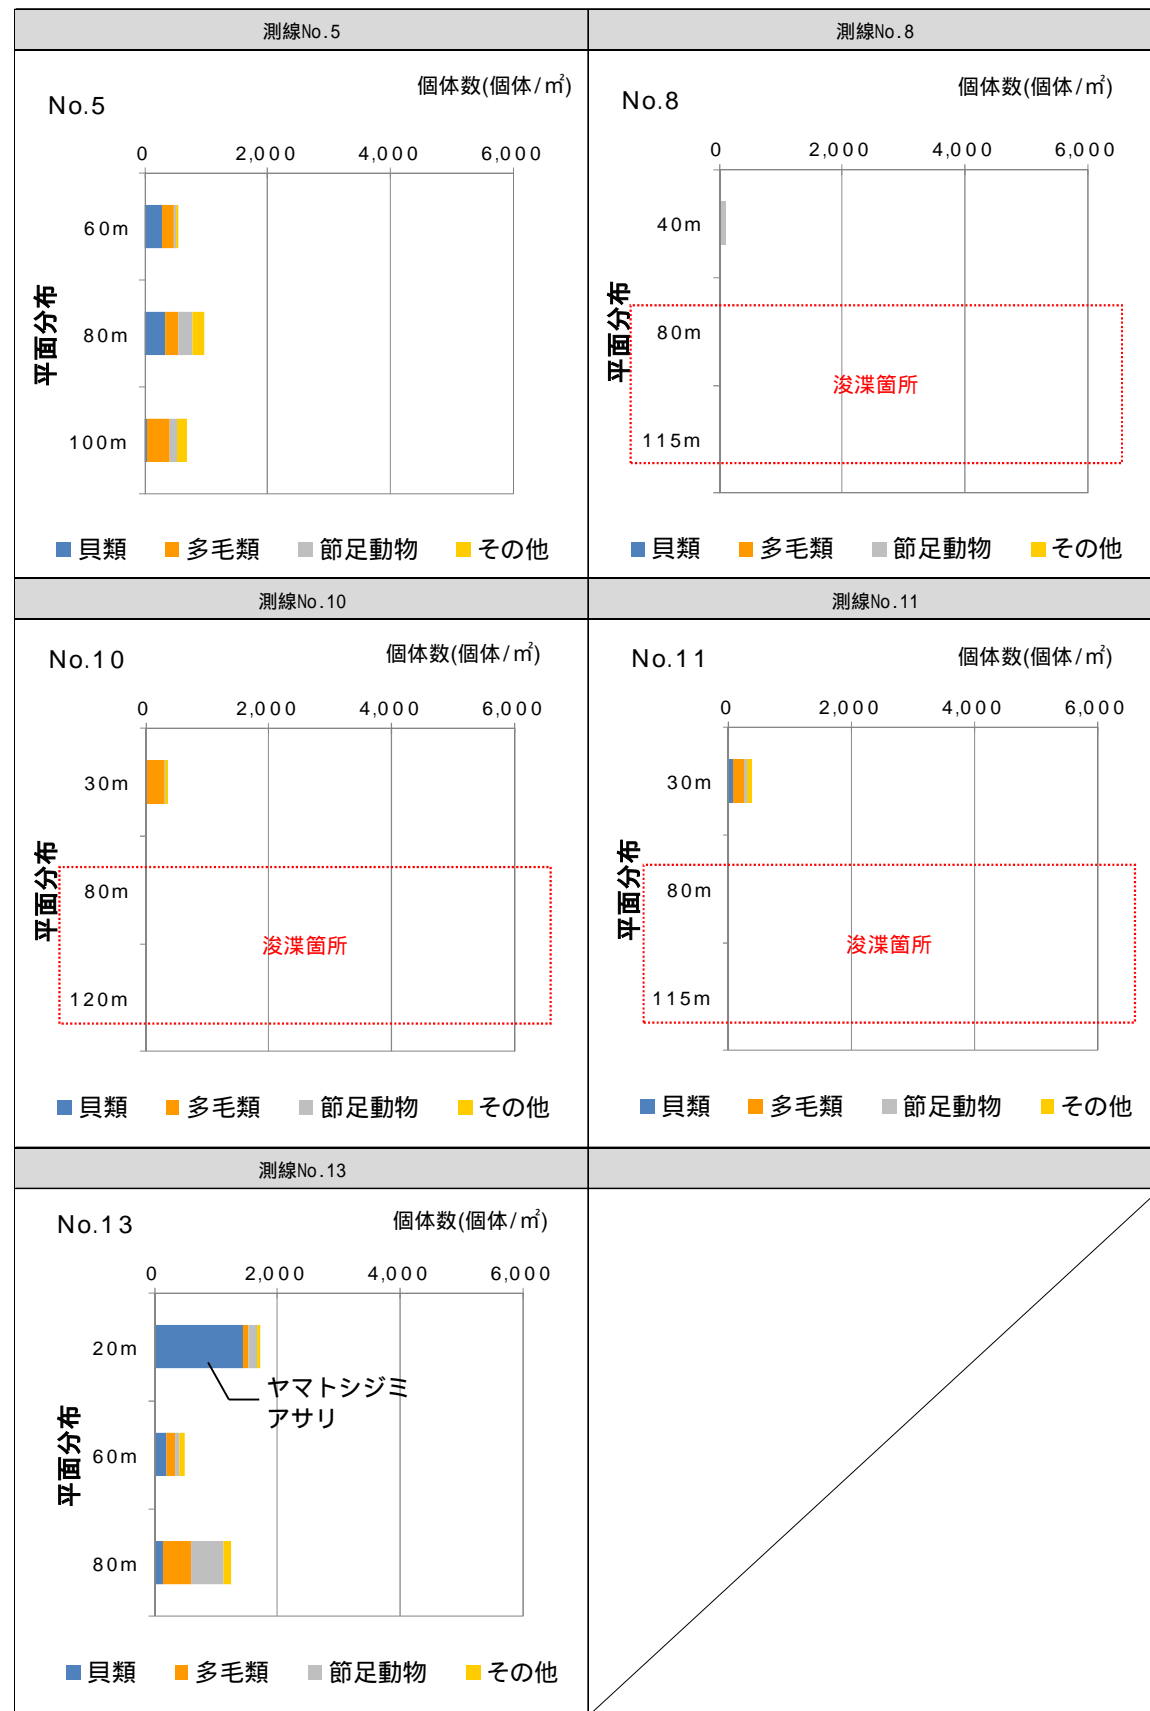 測線No.5
測線No.8
No.5
個体数(個体/㎡)
0 2,000 4,000 6,000
平面分布
60m
80m
100m
貝類 多毛類 節足動物 その他
No.8
個体数(個体/㎡)
0 2,000 4,000 6,000
平面分布
40m
80m
浚渫箇所
115m
貝類 多毛類 節足動物 その他
測線No.10
測線No.11
No.10
個体数(個体/㎡)
0 2,000 4,000 6,000
平面分布
30m
80m
浚渫箇所
120m
貝類 多毛類 節足動物 その他
No.11
個体数(個体/㎡)
0 2,000 4,000 6,000
平面分布
30m
80m
浚渫箇所
115m
貝類 多毛類 節足動物 その他
測線No.13
No.13
個体数(個体/㎡)
0 2,000 4,000 6,000
平面分布
20m
ヤマトシジミ
アサリ
60m
80m
貝類 多毛類 節足動物 その他